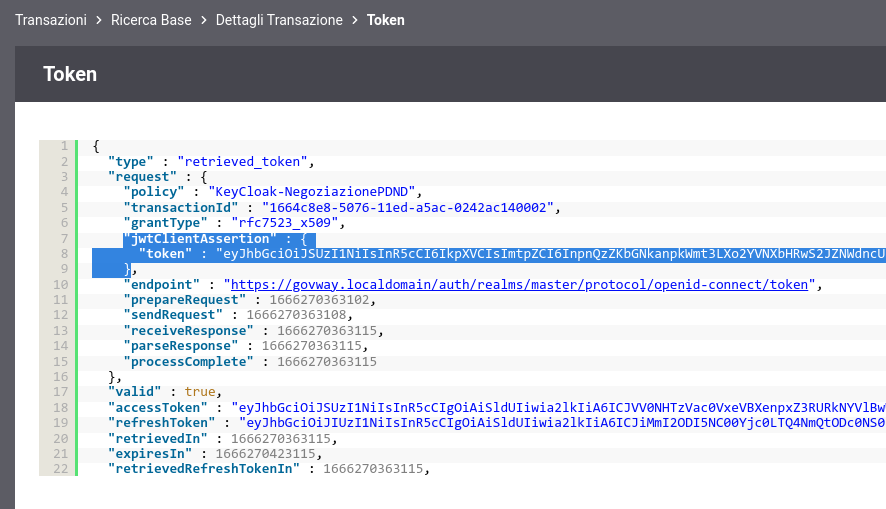 Transazioni > Ricerca Base > Dettagli Transazione > Token
Token
1 {
2 "type" : "retrieved_token",
3 "request" : {
4 "policy" : "KeyCloak-NegoziazionePDND",
5 "transactionId" : "1664c8e8-5076-11ed-a5ac-0242ac140002",
6 "grantType" : "rfc7523_x509",
7 "jwtClientAssertion" : {
8 "token" : "eyJhbGciOiJSUzI1NiIsInR5cCI6IkpXVCIsImtpZCI6InpnQzZKbGNkanpkWmt3LXo2YVNXbHRwS2JZNWdncU
9 },
10 "endpoint" : "https://govway.localdomain/auth/realms/master/protocol/openid-connect/token",
11 "prepareRequest" : 1666270363102,
12 "sendRequest" : 1666270363108,
13 "receiveResponse" : 1666270363115,
14 "parseResponse" : 1666270363115,
15 "processComplete" : 1666270363115
16 },
17 "valid" : true,
18 "accessToken" : "eyJhbGciOiJSUzI1NiIsInR5cCIgOiAiSldUIiwia2lkIiA6ICJVV0NHTzVac0VxeVBXenpxZ3RURkNYVlBw
19 "refreshToken" : "eyJhbGciOiJIUzI1NiIsInR5cCIgOiAiSldUIiwia2lkIiA6ICJiMmI2ODI5NC00Yjc0LTQ4NmQtODc0NS0
20 "retrievedIn" : 1666270363115,
21 "expiresIn" : 1666270423115,
22 "retrievedRefreshTokenIn" : 1666270363115,